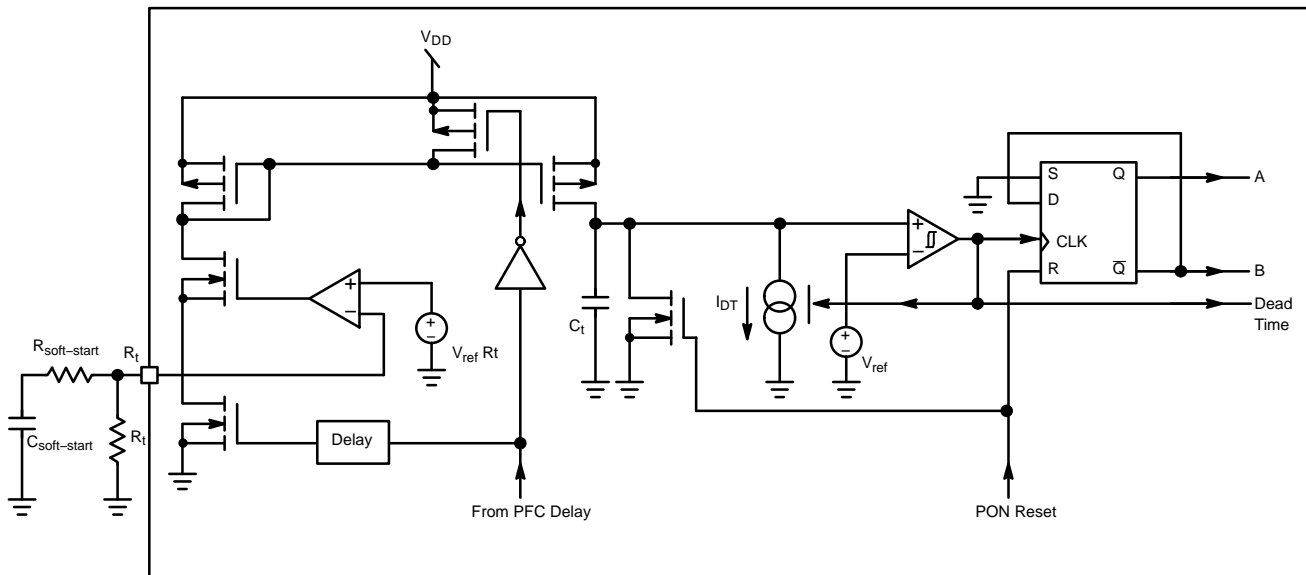 VDD
S Q A
D
CLK
R Q B
IDT
Ct
Dead
Time
Vref Rt
Vref
Rsoft–start Rt
Csoft–start Rt
Delay
From PFC Delay
PON Reset